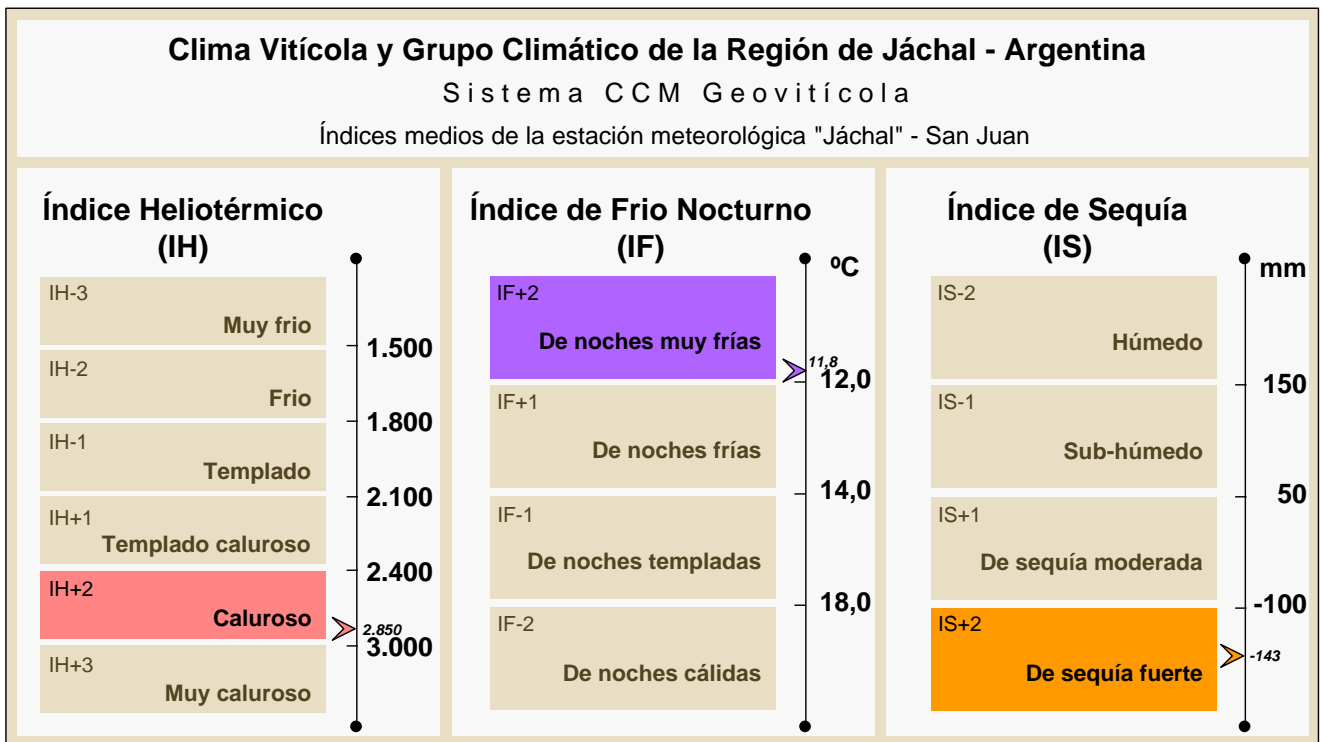 Clima Vitícola y Grupo Climático de la Región de Jáchal - Argentina
Sistema CCM Geovitícola
Índices medios de la estación meteorológica "Jáchal" - San Juan
Índice Heliotérmico
(IH)
IH-3
Muy frio
1.500
IH-2
Frio
1.800
IH-1
Templado
2.100
IH+1
Templado caluroso
2.400
IH+2
Caluroso
2.850
3.000
IH+3
Muy caluroso
Índice de Frio Nocturno
(IF)
ºC
IF+2
De noches muy frías
11,8
12,0
IF+1
De noches frías
14,0
IF-1
De noches templadas
18,0
IF-2
De noches cálidas
Índice de Sequía
(IS)
mm
IS-2
Húmedo
150
IS-1
Sub-húmedo
50
IS+1
De sequía moderada
-100
IS+2
De sequía fuerte
-143